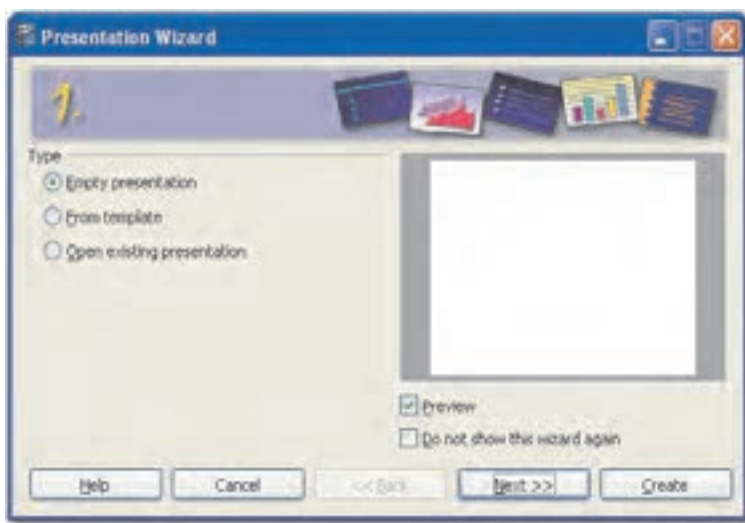 Presentation Wizard
1.
Type
Empty presentation
From template
Open existing presentation
Preview
Do not show this wizard again
Help
Cancel
<< Back
Next >>
Create